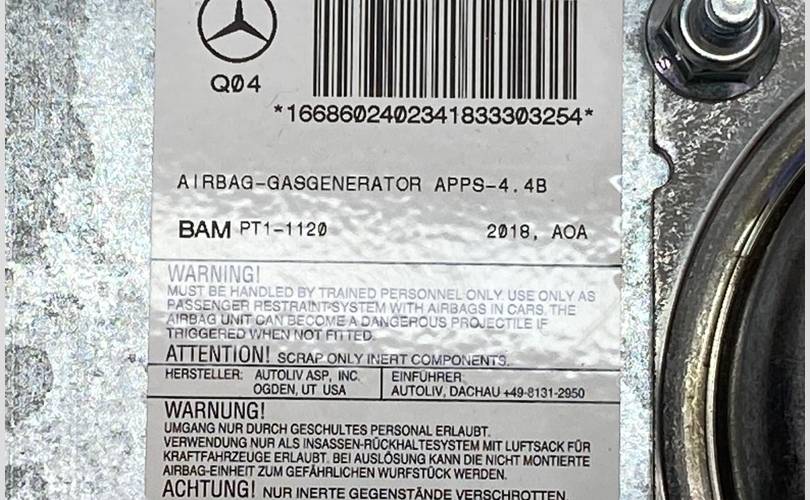 Q04
*1668602402341833303254*
AIRBAG-GASGENERATOR APPS-4.4B
BAM PT1-1120 2018, AOA
WARNING!
MUST BE HANDLED BY TRAINED PERSONNEL ONLY. USE ONLY AS
PASSENGER RESTRAINT SYSTEM WITH AIRBAGS IN CARS. THE
AIRBAG UNIT CAN BECOME A DANGEROUS PROJECTILE IF
TRIGGERED WHEN NOT FITTED.
ATTENTION! SCRAP ONLY INERT COMPONENTS.
HERSTELLER: AUTOLIV ASP, INC. EINFÜHRER
OGDEN, UT USA AUTOLIV, DACHAU +49-8131-2950
WARNUNG!
UMGANG NUR DURCH GESCHULTES PERSONAL ERLAUBT.
VERWENDUNG NUR ALS INSASSEN-RÜCKHALTESYSTEM MIT LUFTSACK FÜR
KRAFTFAHRZEUGE ERLAUBT. BEI AUSLÖSUNG KANN DIE NICHT MONTIERTE
AIRBAG-EINHEIT ZUM GEFÄHRLICHEN WURFSTÜCK WERDEN.
ACHTUNG! NUR INERTE GEGENSTÄNDE VERSCHROTTEN.